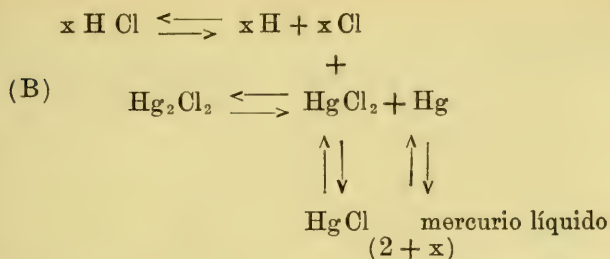 x H Cl ⇄ x H + x Cl
+
(B) Hg₂Cl₂ ⇄ HgCl₂ + Hg
↑↓ ↑↓
HgCl mercurio líquido
(2 + x)